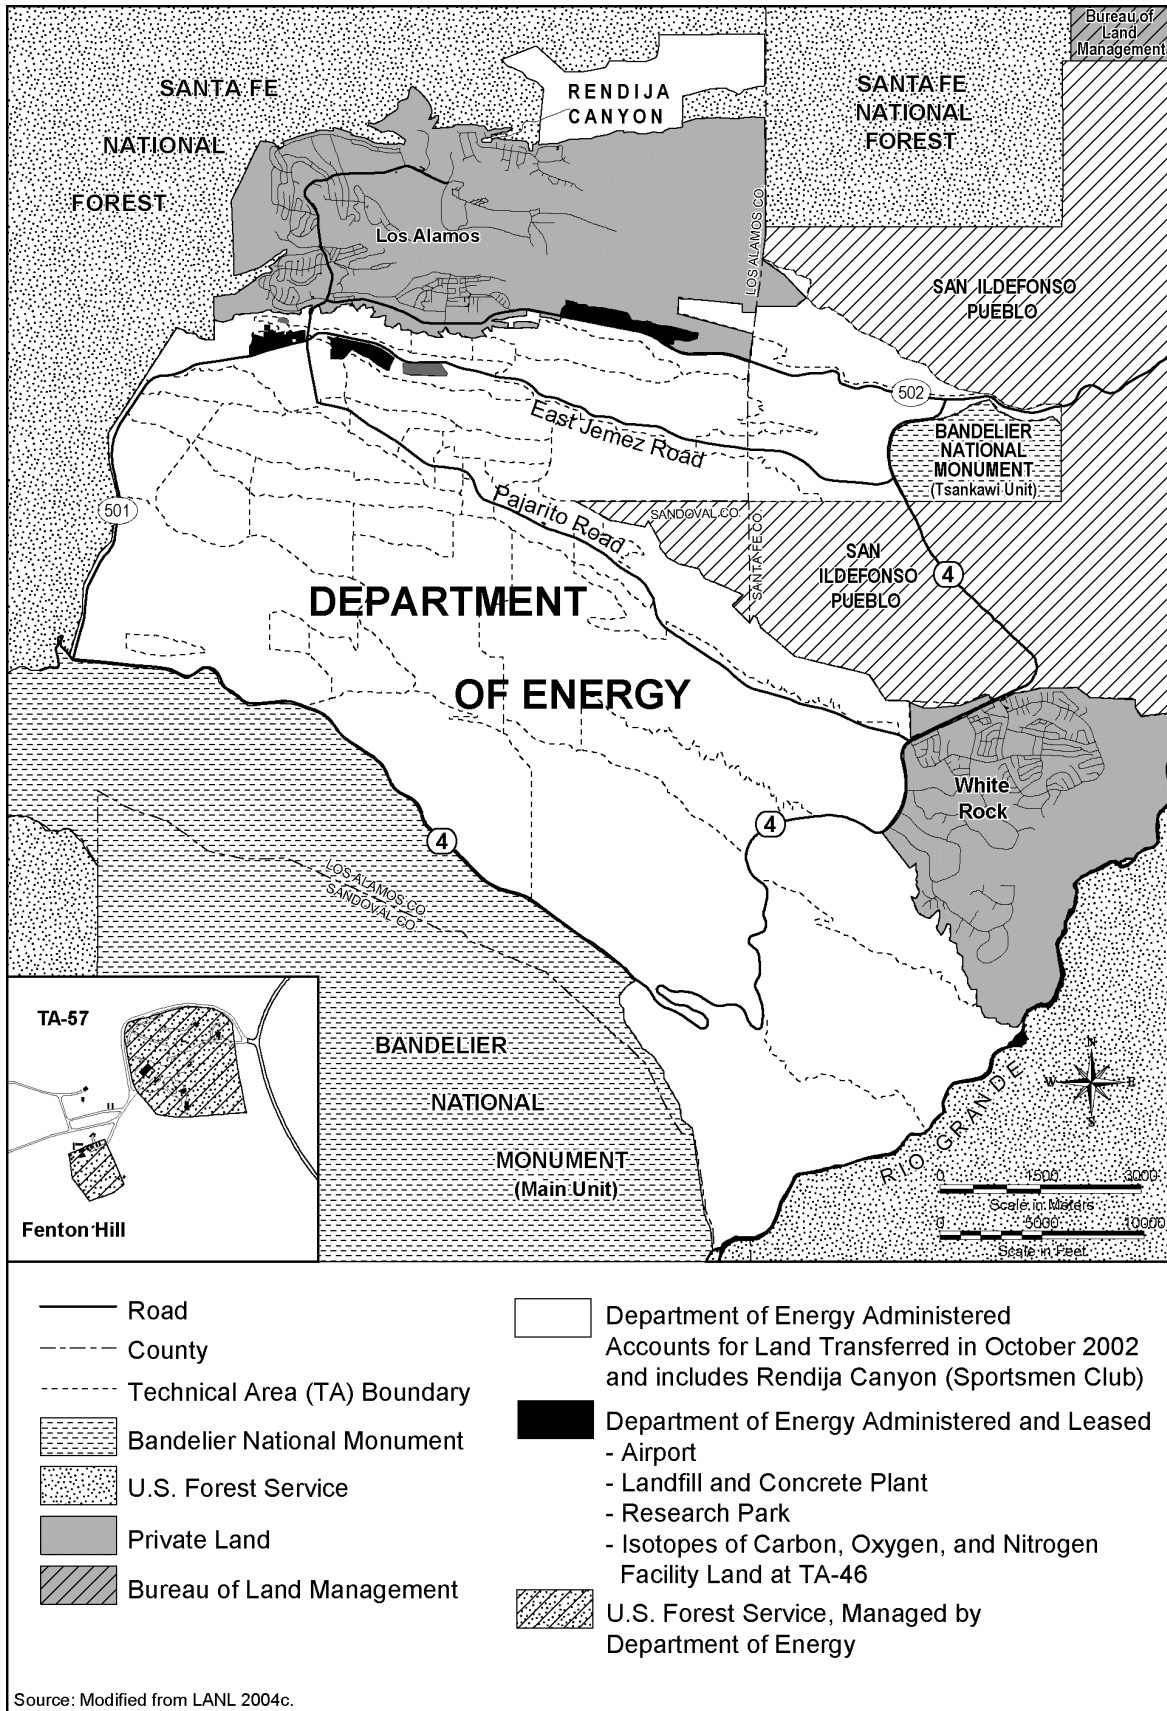 Bureau of
Land
Management
SANTA FE
NATIONAL
FOREST
RENDIJA
CANYON
SANTA FE
NATIONAL
FOREST
LOS ALAMOS CO.
Los Alamos
SAN ILDEFONSO
PUEBLO
502
East Jemez Road
BANDELIER
NATIONAL
MONUMENT
(Tsankawi Unit)
501
Pajarito Road
SANDOVAL CO.
SANTA FE CO.
SAN
ILDEFONSO
PUEBLO
4
DEPARTMENT
OF ENERGY
White
Rock
4
4
LOS ALAMOS CO.
SANDOVAL CO.
TA-57
Fenton Hill
BANDELIER
NATIONAL
MONUMENT
(Main Unit)
RIO GRANDE
N
W E
S
0 1500 3000
Scale in Meters
0 5000 10000
Scale in Feet
Road
County
Technical Area (TA) Boundary
Bandelier National Monument
U.S. Forest Service
Private Land
Bureau of Land Management
Department of Energy Administered
Accounts for Land Transferred in October 2002
and includes Rendija Canyon (Sportsmen Club)
Department of Energy Administered and Leased
- Airport
- Landfill and Concrete Plant
- Research Park
- Isotopes of Carbon, Oxygen, and Nitrogen
Facility Land at TA-46
U.S. Forest Service, Managed by
Department of Energy
Source: Modified from LANL 2004c.